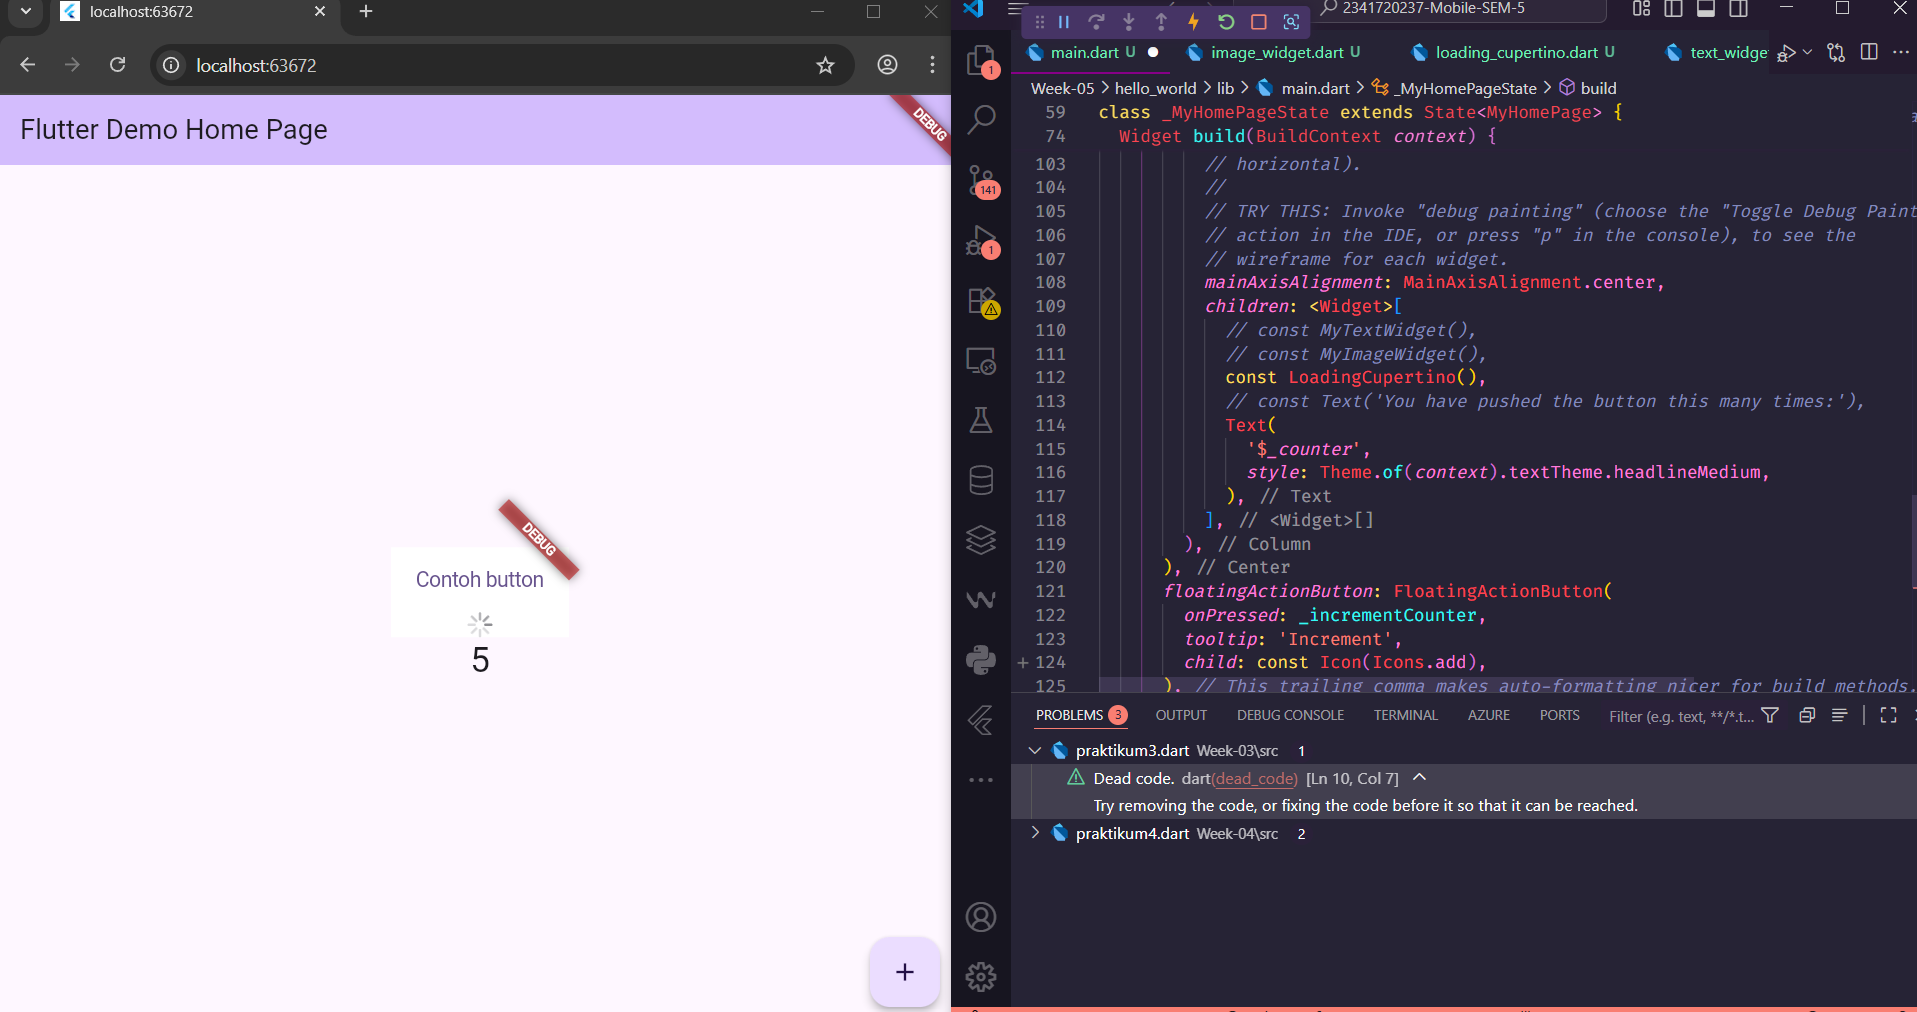 localhost:63672
localhost:63672
Flutter Demo Home Page
DEBUG
DEBUG
Contoh button
5
+
2341720237-Mobile-SEM-5
main.dart U
image_widget.dart U
loading_cupertino.dart U
text_widge
Week-05 > hello_world > lib > main.dart > _MyHomePageState > build
59 class _MyHomePageState extends State<MyHomePage> {
74 Widget build(BuildContext context) {
103 // horizontal).
104 //
105 // TRY THIS: Invoke "debug painting" (choose the "Toggle Debug Paint
106 // action in the IDE, or press "p" in the console), to see the
107 // wireframe for each widget.
108 mainAxisAlignment: MainAxisAlignment.center,
109 children: <Widget>[
110 // const MyTextWidget(),
111 // const MyImageWidget(),
112 const LoadingCupertino(),
113 // const Text('You have pushed the button this many times:'),
114 Text(
115 '$_counter',
116 style: Theme.of(context).textTheme.headlineMedium,
117 ), // Text
118 ], // <Widget>[]
119 ), // Column
120 ), // Center
121 floatingActionButton: FloatingActionButton(
122 onPressed: _incrementCounter,
123 tooltip: 'Increment',
124 child: const Icon(Icons.add),
125 ), // This trailing comma makes auto-formatting nicer for build methods.
1
141
1
PROBLEMS 3 OUTPUT DEBUG CONSOLE TERMINAL AZURE PORTS Filter (e.g. text, **/*.t...
praktikum3.dart Week-03\src 1
Dead code. dart(dead_code) [Ln 10, Col 7]
Try removing the code, or fixing the code before it so that it can be reached.
praktikum4.dart Week-04\src 2